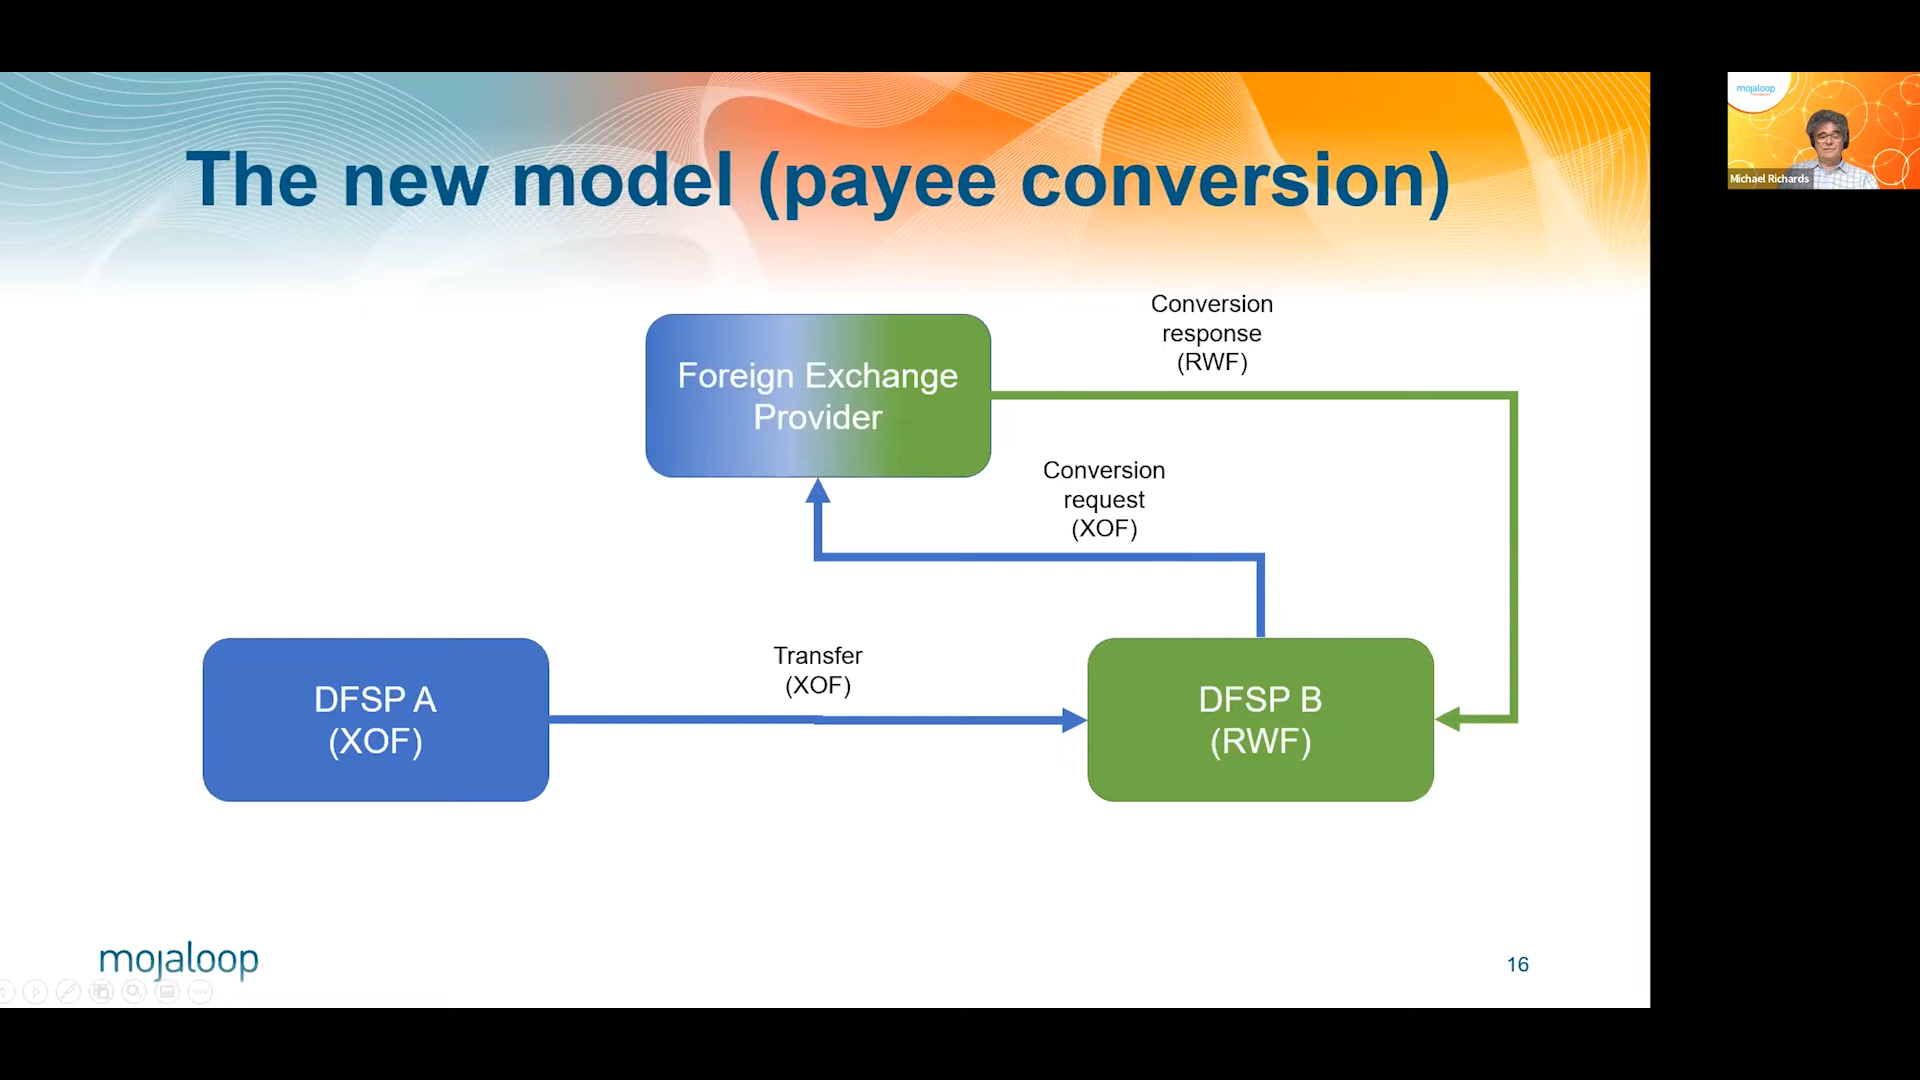 The new model (payee conversion)
mojaloop
Michael Richards
Conversion
response
(RWF)
Foreign Exchange
Provider
Conversion
request
(XOF)
Transfer
(XOF)
DFSP A
(XOF)
DFSP B
(RWF)
mojaloop
16